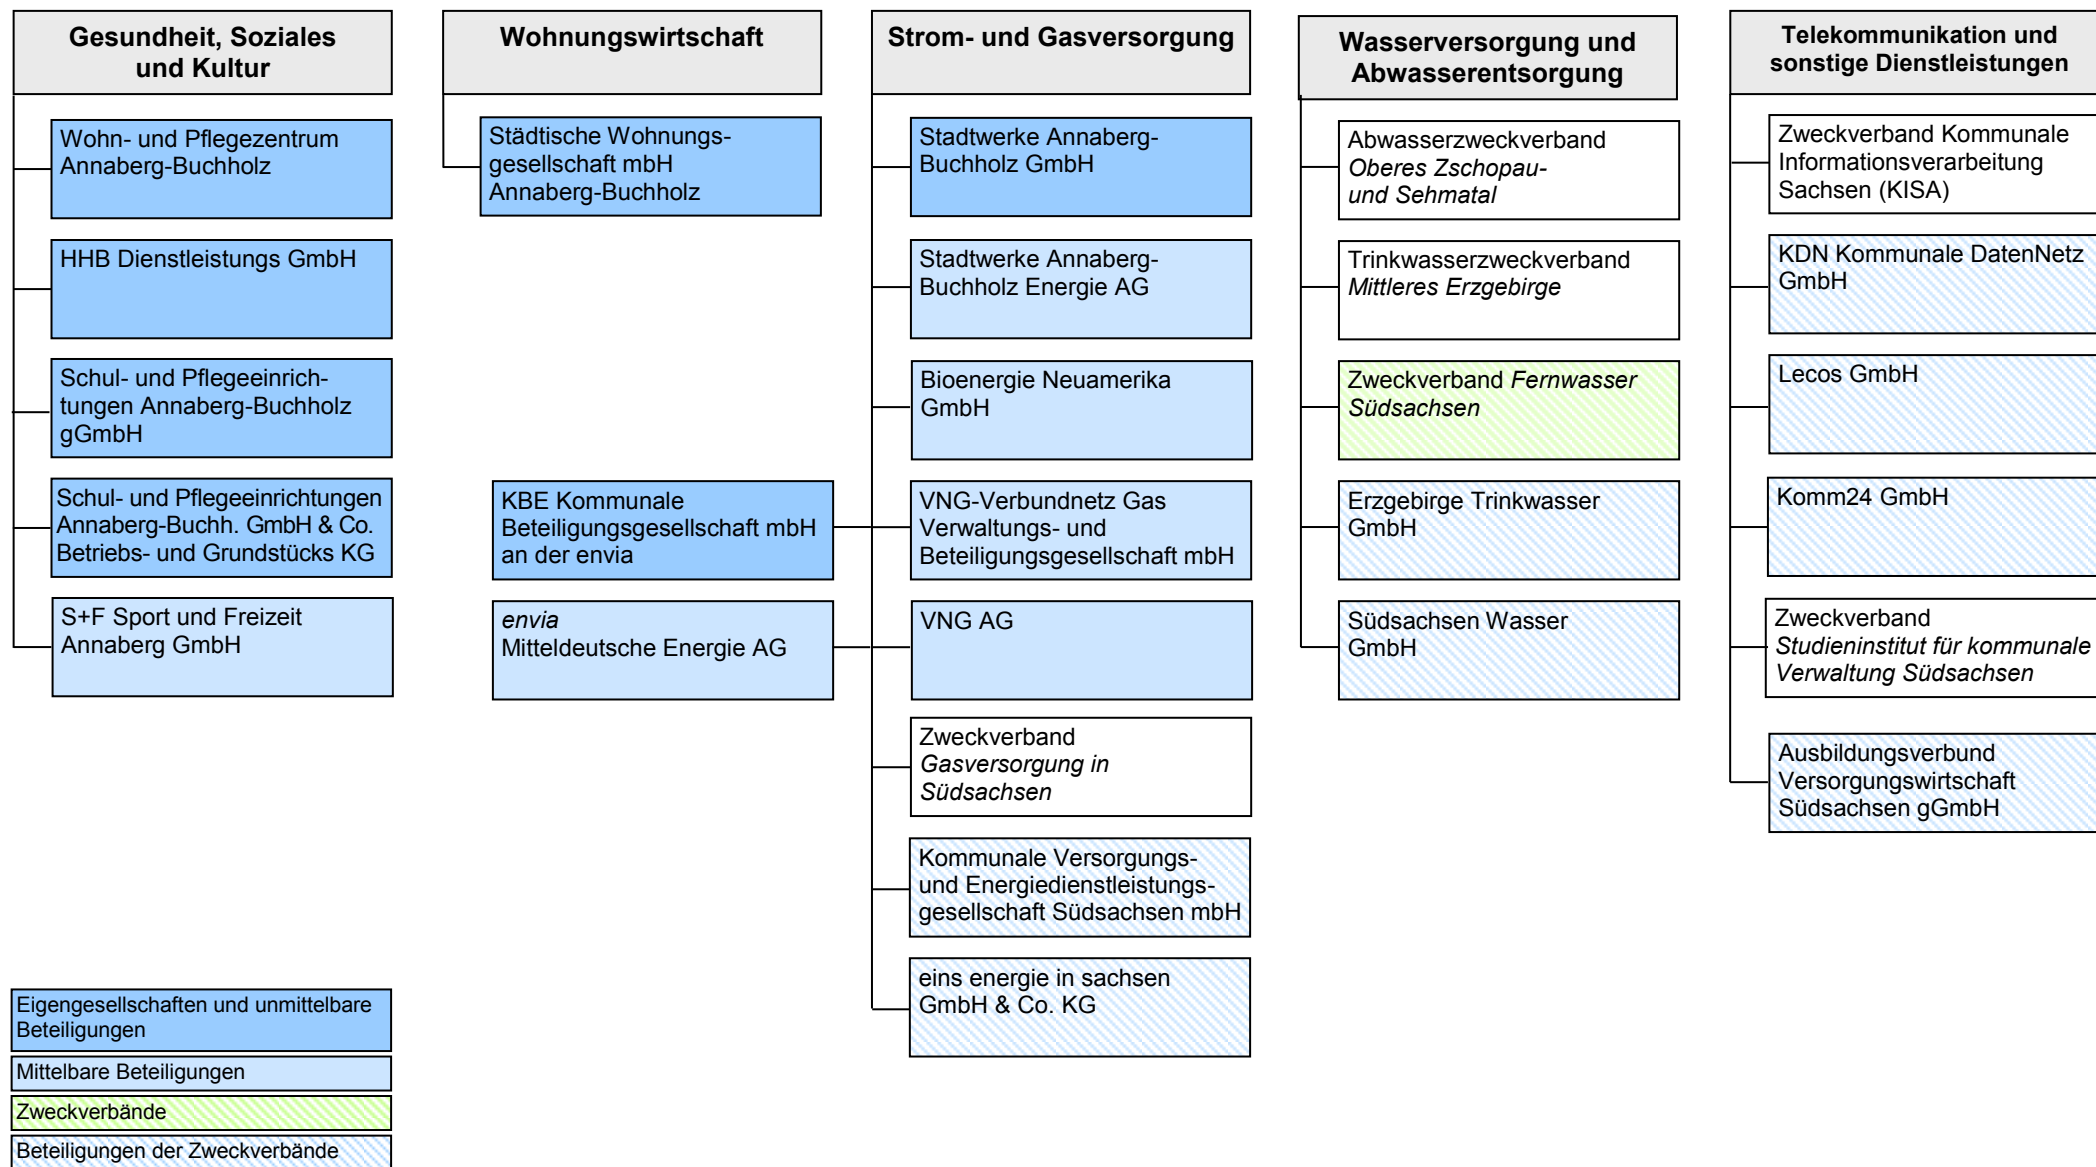 Gesundheit, Soziales
und Kultur
Wohn- und Pflegezentrum
Annaberg-Buchholz
HHB Dienstleistungs GmbH
Schul- und Pflegeeinrich-
tungen Annaberg-Buchholz
gGmbH
Schul- und Pflegeeinrichtungen
Annaberg-Buchh. GmbH & Co.
Betriebs- und Grundstücks KG
S+F Sport und Freizeit
Annaberg GmbH
Wohnungswirtschaft
Städtische Wohnungs-
gesellschaft mbH
Annaberg-Buchholz
KBE Kommunale
Beteiligungsgesellschaft mbH
an der envia
envia
Mitteldeutsche Energie AG
Strom- und Gasversorgung
Stadtwerke Annaberg-
Buchholz GmbH
Stadtwerke Annaberg-
Buchholz Energie AG
Bioenergie Neuamerika
GmbH
VNG-Verbundnetz Gas
Verwaltungs- und
Beteiligungsgesellschaft mbH
VNG AG
Zweckverband
Gasversorgung in
Südsachsen
Kommunale Versorgungs-
und Energiedienstleistungs-
gesellschaft Südsachsen mbH
eins energie in sachsen
GmbH & Co. KG
Wasserversorgung und
Abwasserentsorgung
Abwasserzweckverband
Oberes Zschopau-
und Sehmatal
Trinkwasserzweckverband
Mittleres Erzgebirge
Zweckverband Fernwasser
Südsachsen
Erzgebirge Trinkwasser
GmbH
Südsachsen Wasser
GmbH
Telekommunikation und
sonstige Dienstleistungen
Zweckverband Kommunale
Informationsverarbeitung
Sachsen (KISA)
KDN Kommunale DatenNetz
GmbH
Lecos GmbH
Komm24 GmbH
Zweckverband
Studieninstitut für kommunale
Verwaltung Südsachsen
Ausbildungsverbund
Versorgungswirtschaft
Südsachsen gGmbH
Eigengesellschaften und unmittelbare
Beteiligungen
Mittelbare Beteiligungen
Zweckverbände
Beteiligungen der Zweckverbände